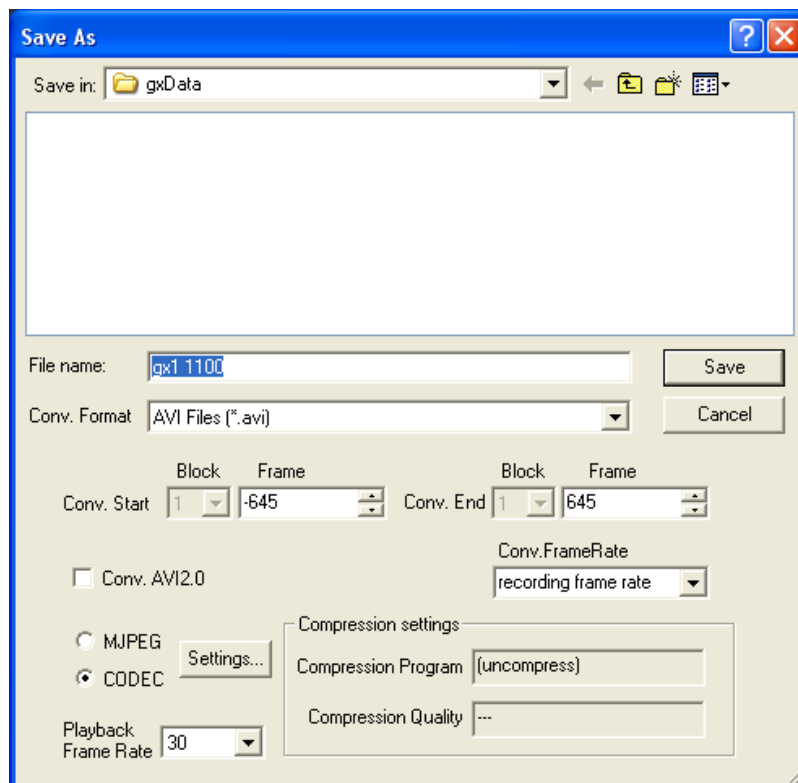 Save As
Save in: gxData
File name: gx1 1100 Save
Conv. Format AVI Files (*.avi) Cancel
Block Frame Block Frame
Conv. Start 1 -645 Conv. End 1 645
Conv.FrameRate
Conv. AVI2.0 recording frame rate
Compression settings
MJPEG
Settings... Compression Program (uncompress)
CODEC
Compression Quality ---
Playback
Frame Rate 30